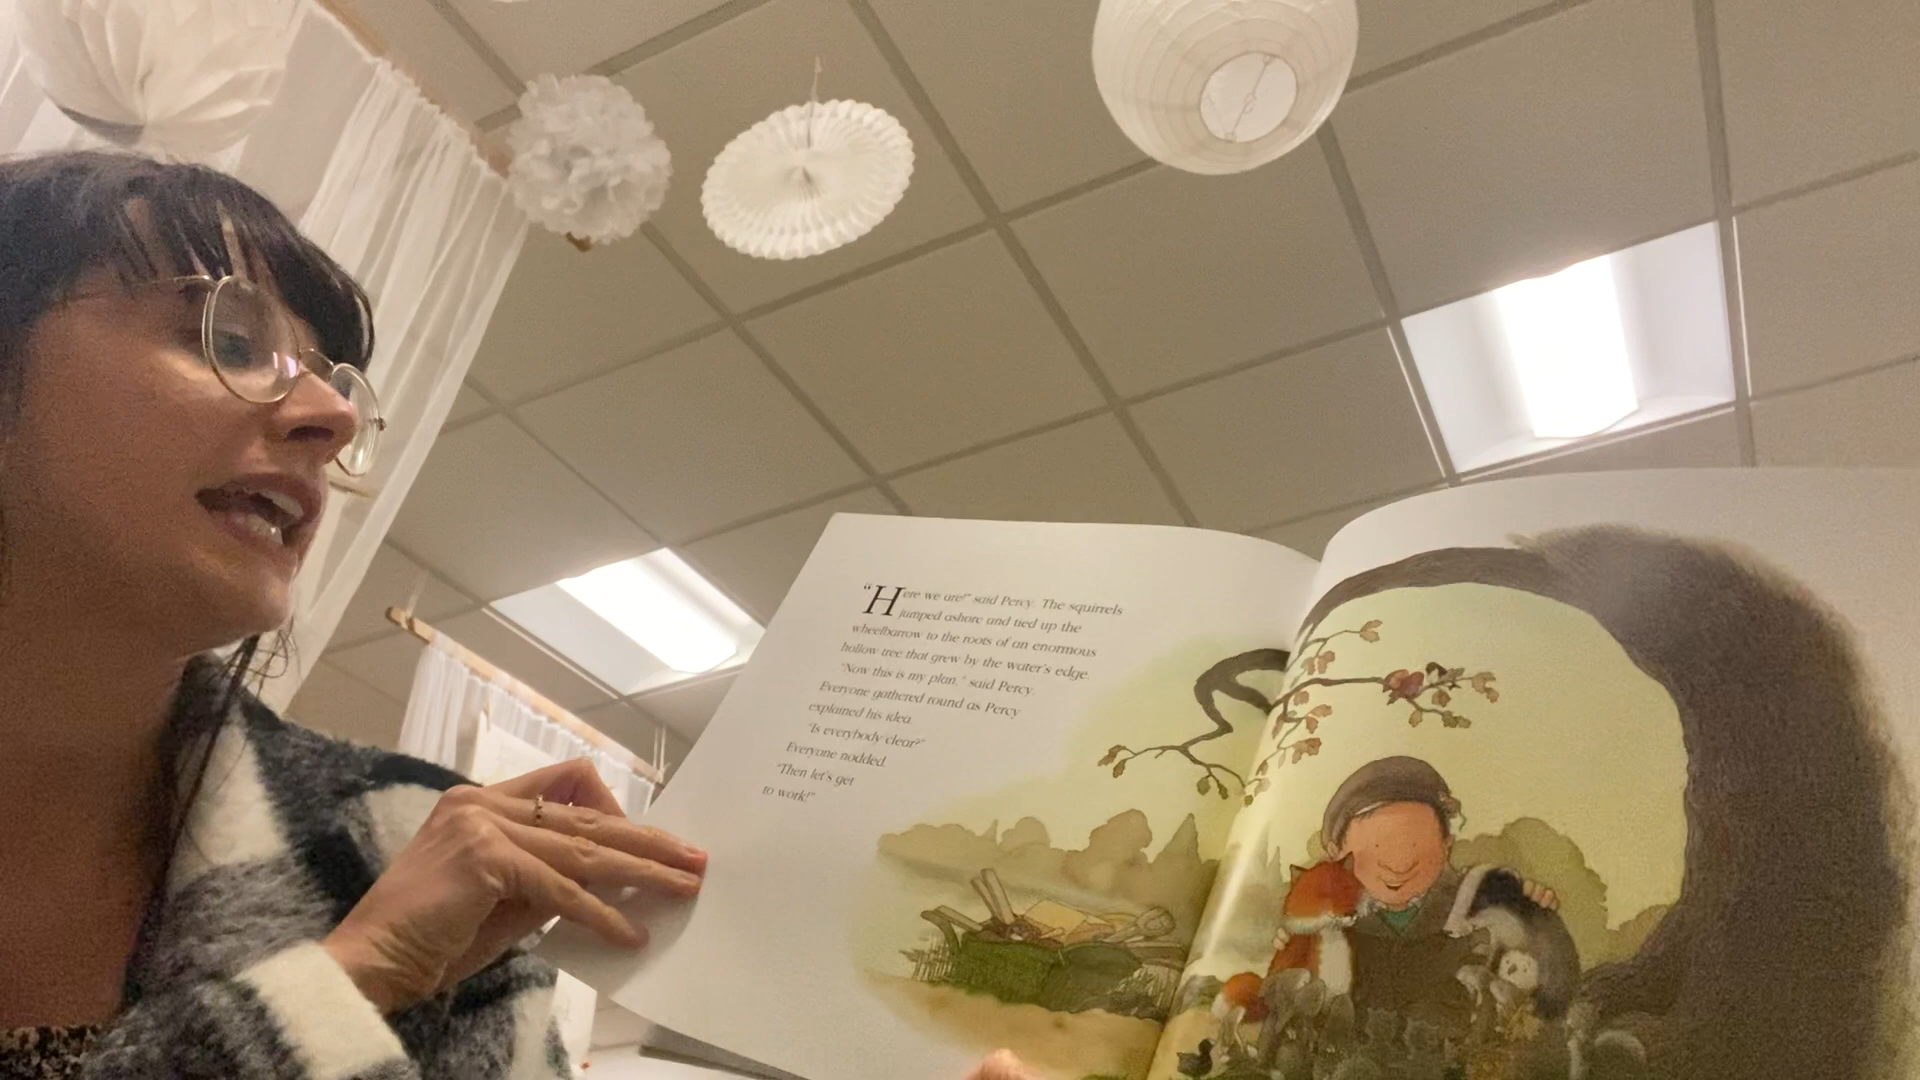 "Here we are!" said Percy. The squirrels
jumped ashore and tied up the
wheelbarrow to the roots of an enormous
hollow tree that grew by the water's edge.
"Now this is my plan," said Percy.
Everyone gathered round as Percy
explained his idea.
"Is everybody clear?"
Everyone nodded.
"Then let's get
to work!"